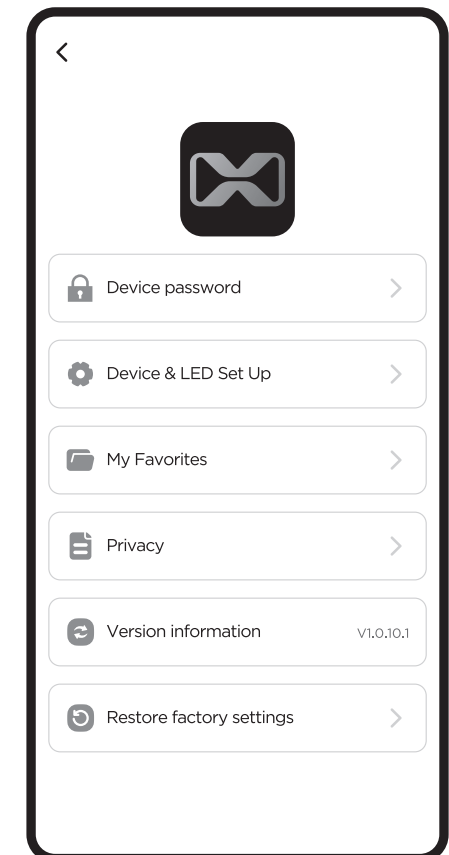 Device password
Device & LED Set Up
My Favorites
Privacy
Version information V1.0.10.1
Restore factory settings